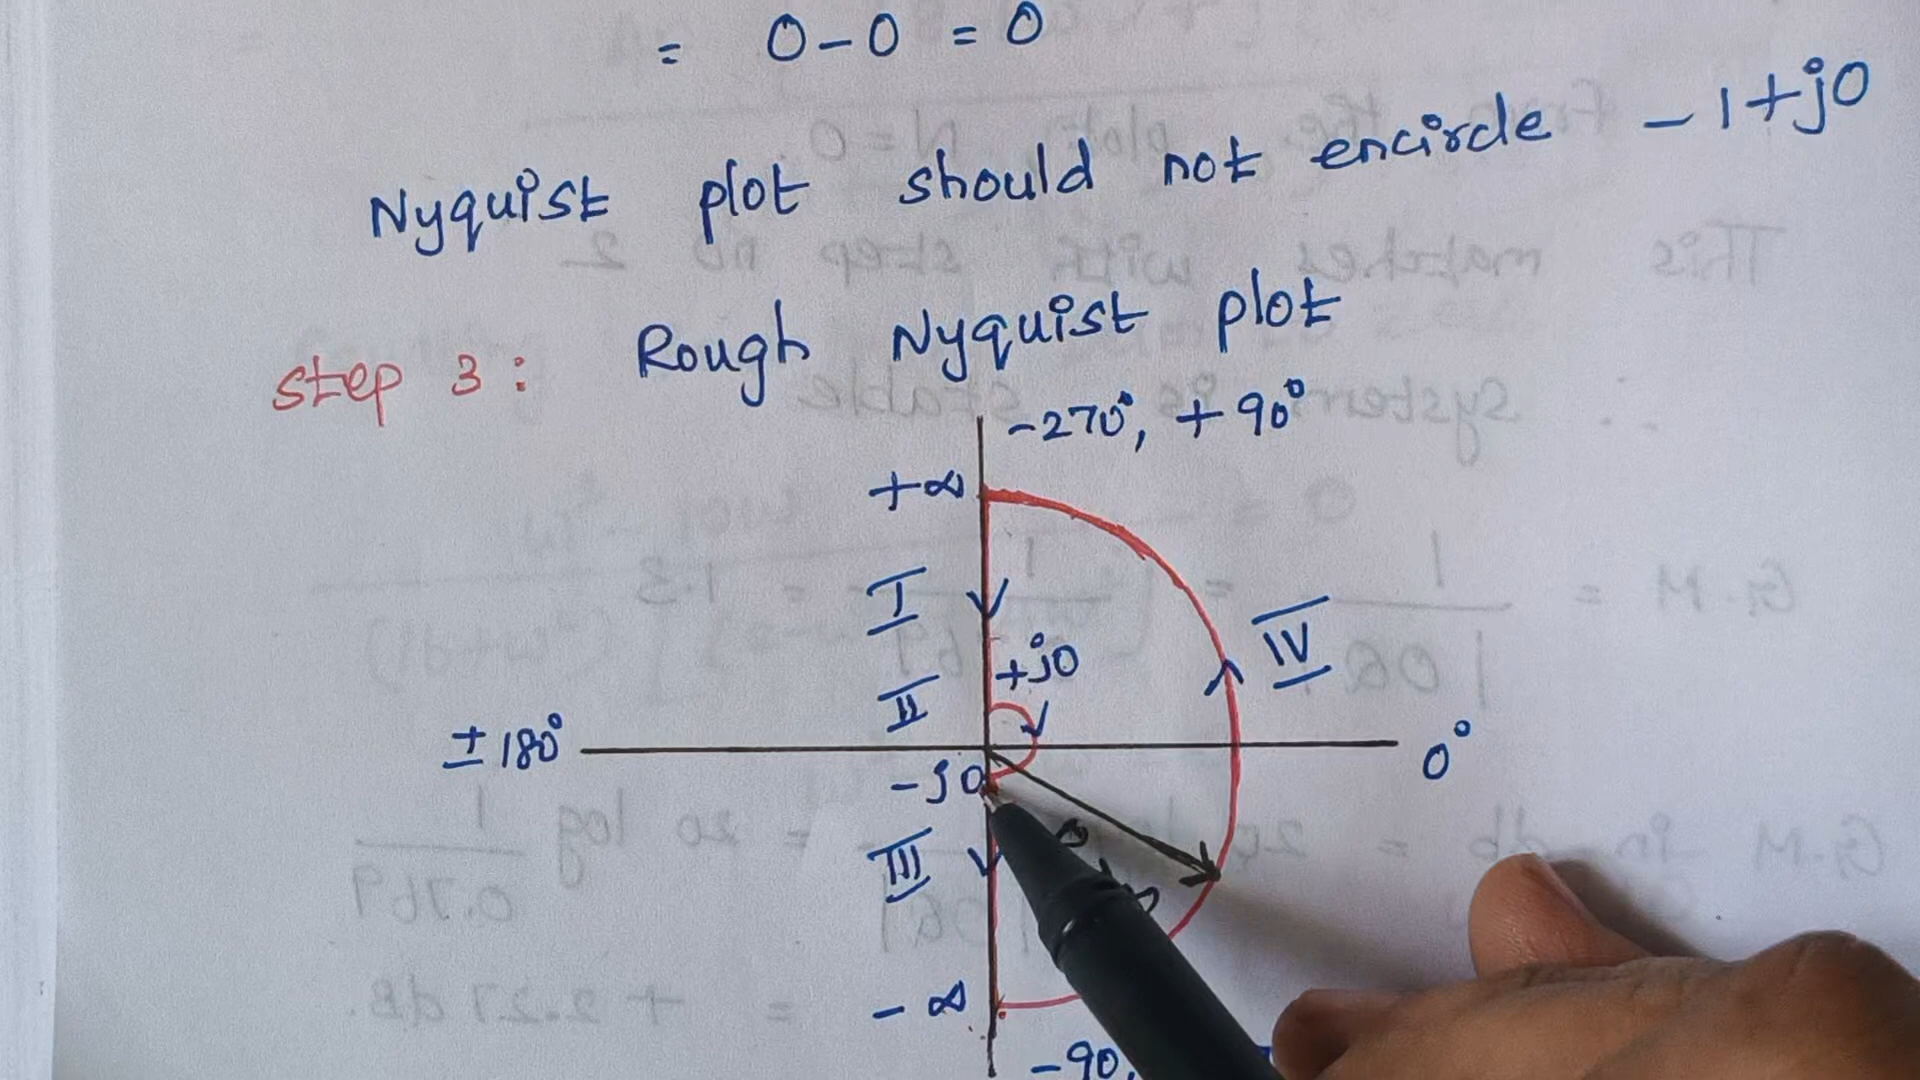 = 0-0 = 0
Nyquist plot should not encircle -1+j0
step 3: Rough Nyquist plot
-270°, +90°
+∞
I
IV
+j0
II
±180°
0°
-j0
III
-∞
-90,